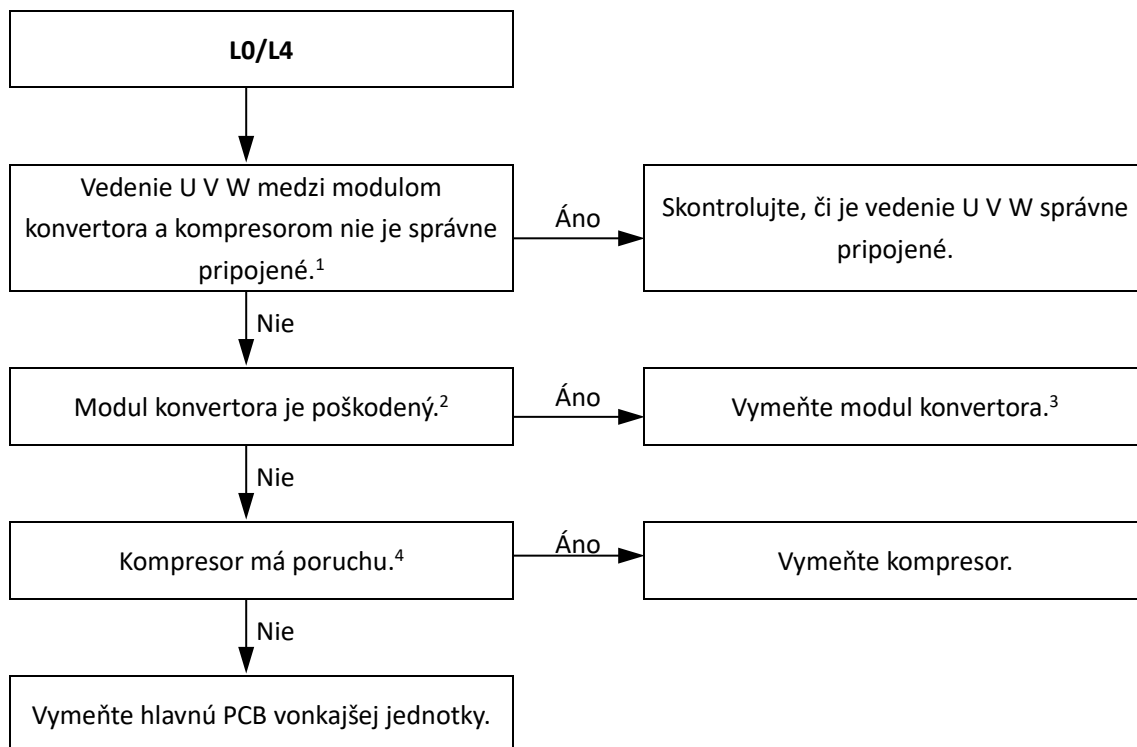 L0/L4
Vedenie U V W medzi modulom
konvertora a kompresorom nie je správne
pripojené.¹
Áno
Skontrolujte, či je vedenie U V W správne
pripojené.
Nie
Modul konvertora je poškodený.²
Áno
Vymeňte modul konvertora.³
Nie
Kompresor má poruchu.⁴
Áno
Vymeňte kompresor.
Nie
Vymeňte hlavnú PCB vonkajšej jednotky.